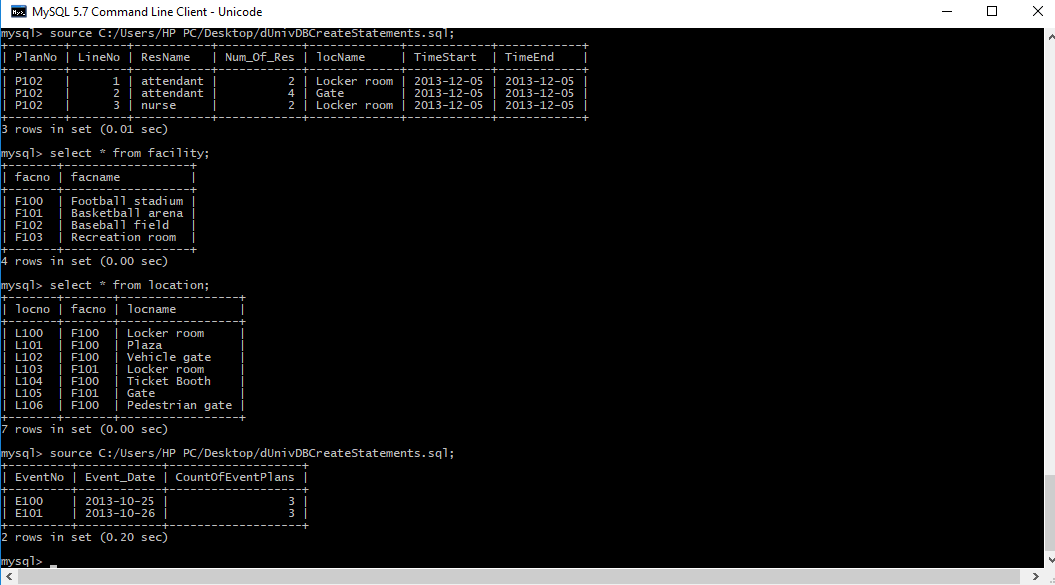 MySQL 5.7 Command Line Client - Unicode
mysql> source C:/Users/HP PC/Desktop/dUnivDBCreateStatements.sql;
+--------+--------+-----------+------------+-------------+------------+------------+
| PlanNo | LineNo | ResName   | Num_Of_Res | locName     | TimeStart  | TimeEnd    |
+--------+--------+-----------+------------+-------------+------------+------------+
| P102   |      1 | attendant |          2 | Locker room | 2013-12-05 | 2013-12-05 |
| P102   |      2 | attendant |          4 | Gate        | 2013-12-05 | 2013-12-05 |
| P102   |      3 | nurse     |          2 | Locker room | 2013-12-05 | 2013-12-05 |
+--------+--------+-----------+------------+-------------+------------+------------+
3 rows in set (0.01 sec)
mysql> select * from facility;
+-------+------------------+
| facno | facname          |
+-------+------------------+
| F100  | Football stadium |
| F101  | Basketball arena |
| F102  | Baseball field   |
| F103  | Recreation room  |
+-------+------------------+
4 rows in set (0.00 sec)
mysql> select * from location;
+-------+-------+-----------------+
| locno | facno | locname         |
+-------+-------+-----------------+
| L100  | F100  | Locker room     |
| L101  | F100  | Plaza           |
| L102  | F100  | Vehicle gate    |
| L103  | F101  | Locker room     |
| L104  | F100  | Ticket Booth    |
| L105  | F101  | Gate            |
| L106  | F100  | Pedestrian gate |
+-------+-------+-----------------+
7 rows in set (0.00 sec)
mysql> source C:/Users/HP PC/Desktop/dUnivDBCreateStatements.sql;
+---------+------------+-------------------+
| EventNo | Event_Date | CountOfEventPlans |
+---------+------------+-------------------+
| E100    | 2013-10-25 |                 3 |
| E101    | 2013-10-26 |                 3 |
+---------+------------+-------------------+
2 rows in set (0.20 sec)
mysql> _